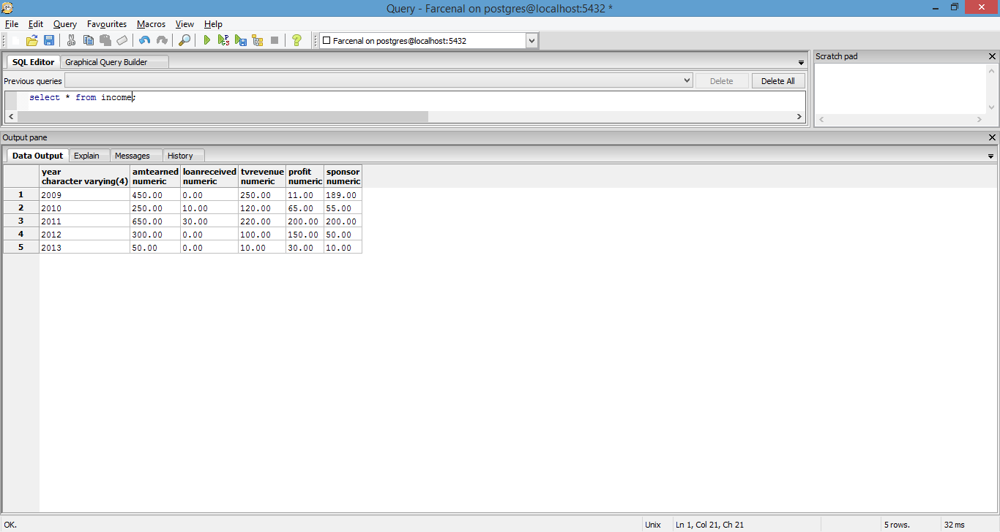 Query - Farcenal on postgres@localhost:5432 *
File Edit Query Favourites Macros View Help
Farcenal on postgres@localhost:5432
SQL Editor Graphical Query Builder
Scratch pad
Previous queries Delete Delete All
select * from income;
Output pane
Data Output Explain Messages History
year amtearned loanreceived tvrevenue profit sponsor
character varying(4) numeric numeric numeric numeric numeric
1 2009 450.00 0.00 250.00 11.00 189.00
2 2010 250.00 10.00 120.00 65.00 55.00
3 2011 650.00 30.00 220.00 200.00 200.00
4 2012 300.00 0.00 100.00 150.00 50.00
5 2013 50.00 0.00 10.00 30.00 10.00
OK. Unix Ln 1, Col 21, Ch 21 5 rows. 32 ms